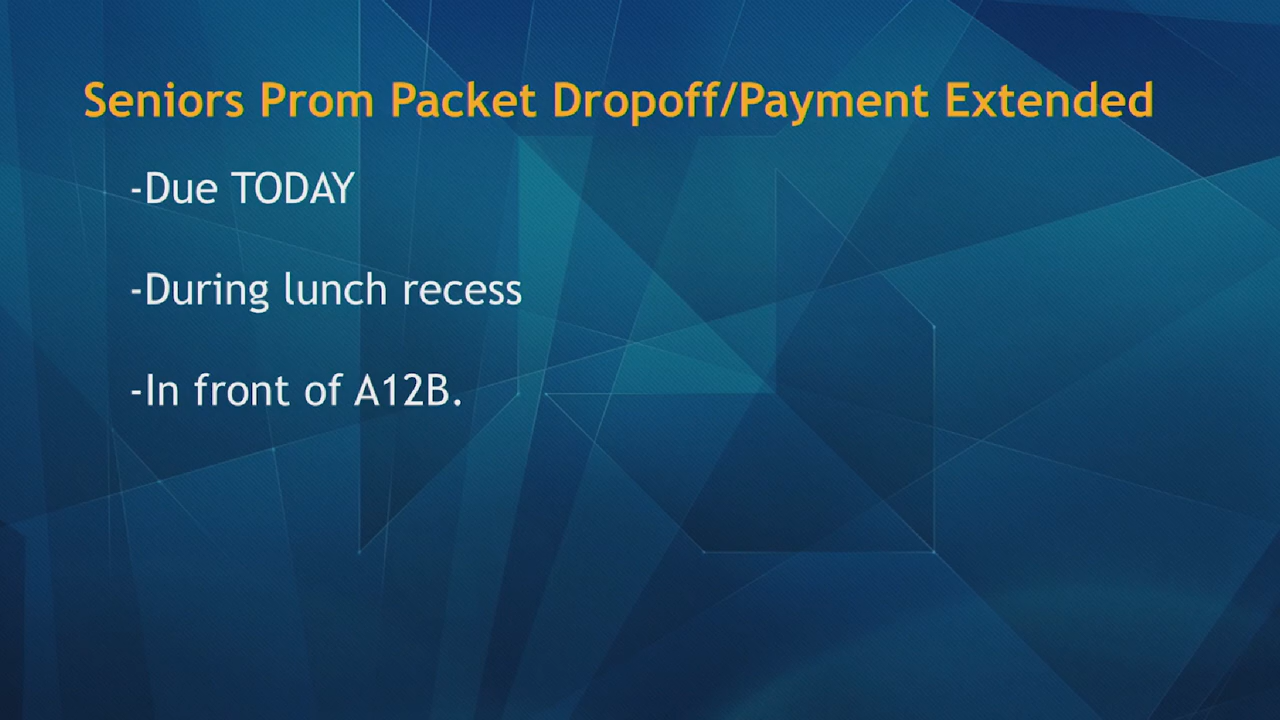 Seniors Prom Packet Dropoff/Payment Extended
-Due TODAY
-During lunch recess
-In front of A12B.